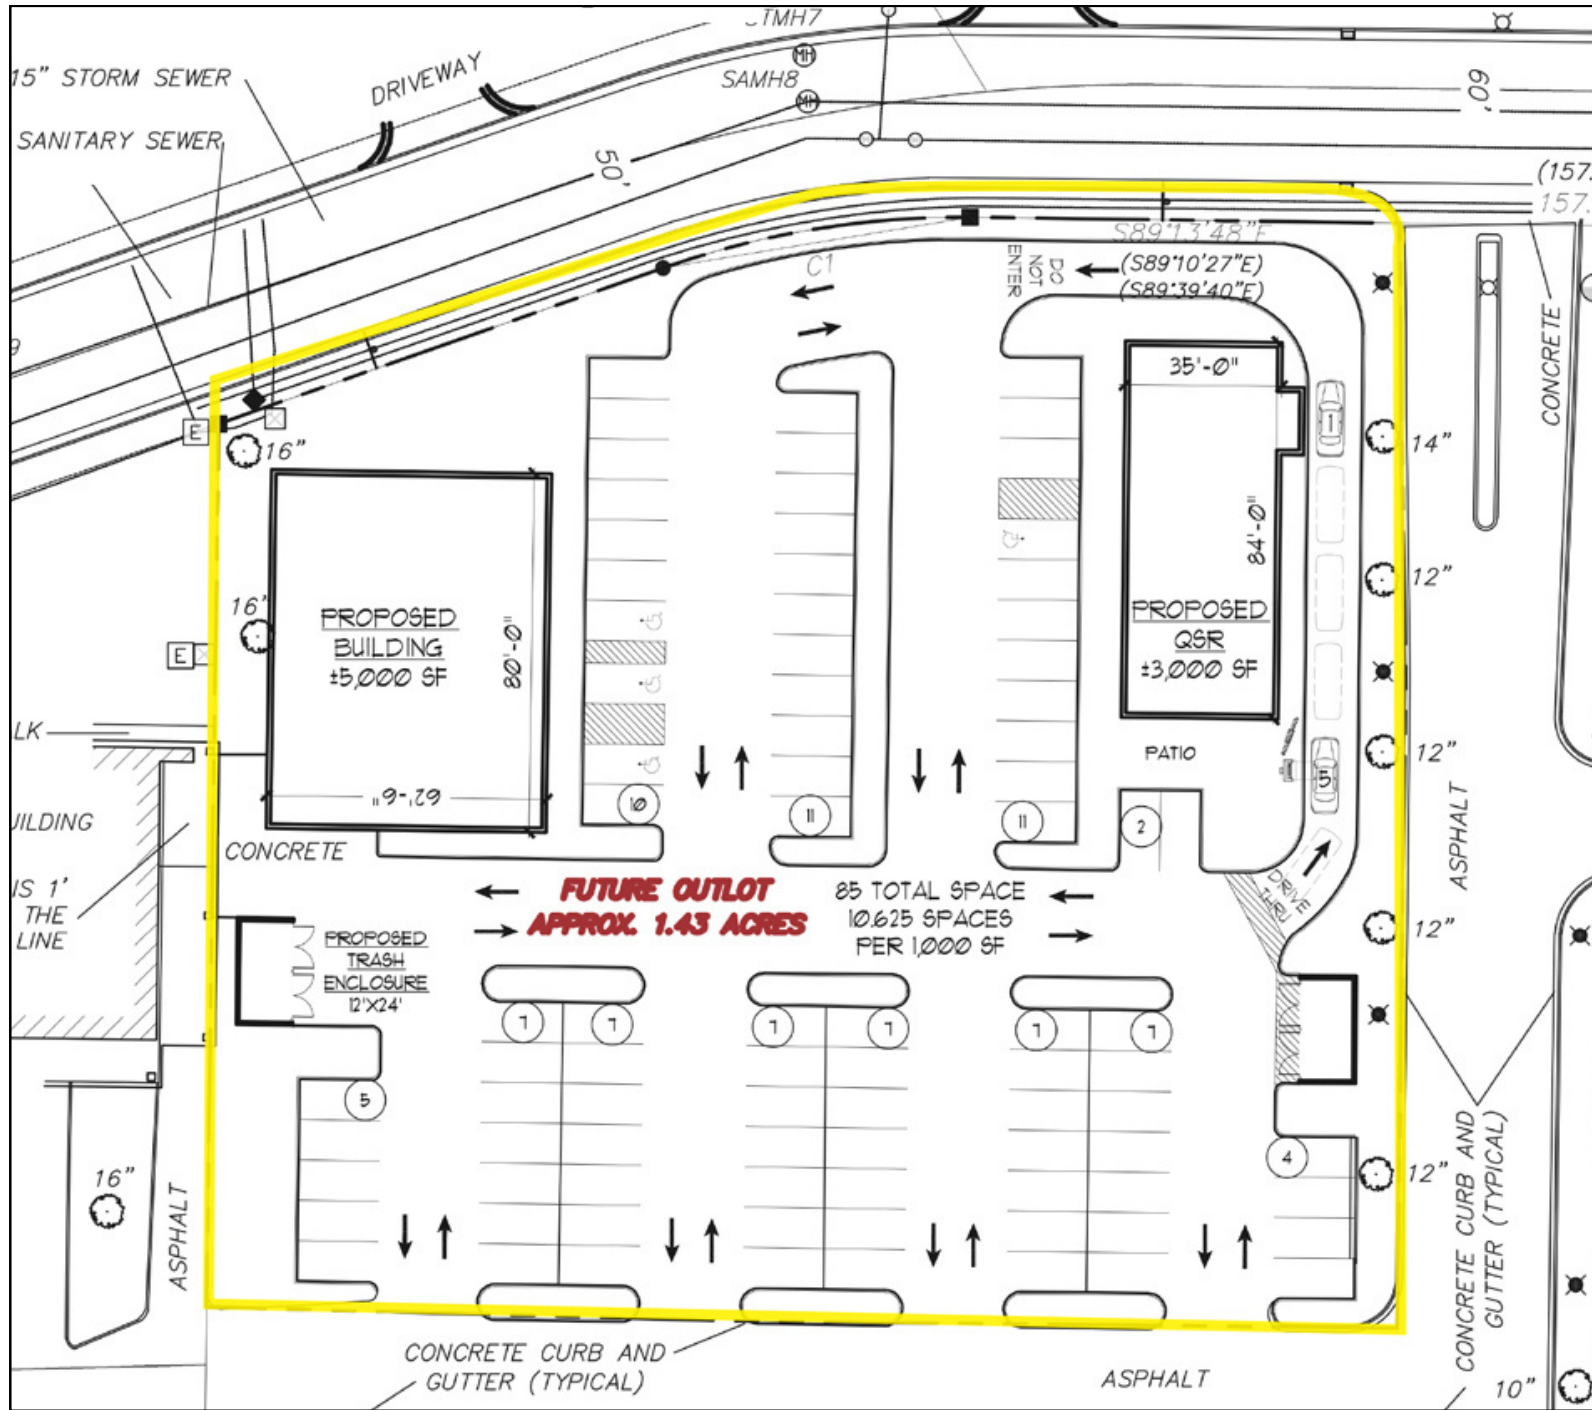 TMH7
15" STORM SEWER
DRIVEWAY
SAMH8
MH
MH
60'
SANITARY SEWER
50'
(157.
157.
S89°13'48"E
(S89°10'27"E)
(S89°39'40"E)
C1
DO
NOT
ENTER
CONCRETE
E
16"
35'-0"
1
14"
84'-0"
12"
16"
E
PROPOSED
BUILDING
±5,000 SF
80'-0"
PROPOSED
QSR
±3,000 SF
LK
PATIO
12"
5
62'-6"
10
11
11
2
UILDING
CONCRETE
ASPHALT
IS 1'
THE
LINE
FUTURE OUTLOT
APPROX. 1.43 ACRES
85 TOTAL SPACE
10.625 SPACES
PER 1,000 SF
DRIVE
THRU
12"
PROPOSED
TRASH
ENCLOSURE
12'X24'
7
7
7
7
7
7
5
4
16"
12"
ASPHALT
CONCRETE CURB AND
GUTTER (TYPICAL)
CONCRETE CURB AND
GUTTER (TYPICAL)
ASPHALT
10"